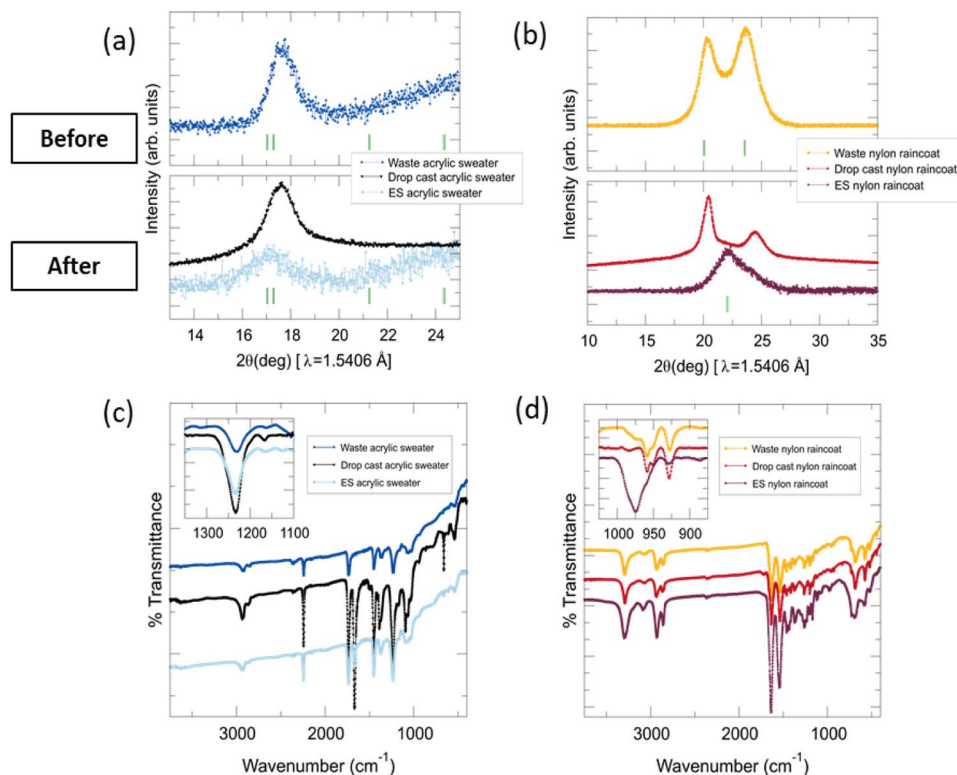 (a)
(b)
Before
After
Intensity (arb. units)
Waste acrylic sweater
Drop cast acrylic sweater
ES acrylic sweater
14 16 18 20 22 24
2θ(deg) [ λ=1.5406 Å]
Intensity (arb. units)
Waste nylon raincoat
Drop cast nylon raincoat
ES nylon raincoat
10 15 20 25 30 35
2θ(deg) [ λ=1.5406 Å]
(c)
(d)
% Transmittance
1300 1200 1100
Waste acrylic sweater
Drop cast acrylic sweater
ES acrylic sweater
3000 2000 1000
Wavenumber (cm⁻¹)
% Transmittance
1000 950 900
Waste nylon raincoat
Drop cast nylon raincoat
ES nylon raincoat
3000 2000 1000
Wavenumber (cm⁻¹)